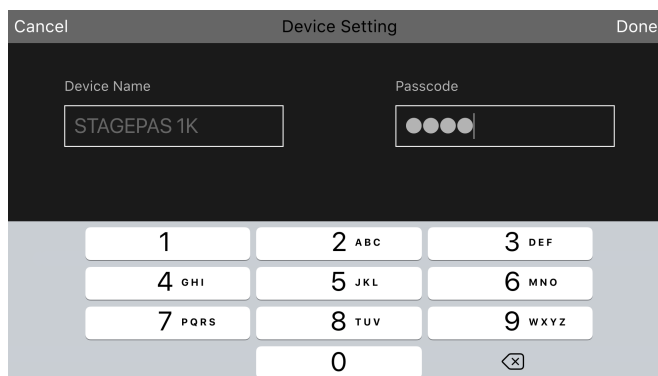 Cancel Device Setting Done
Device Name Passcode
STAGEPAS 1K ●●●●
1 2 ABC 3 DEF
4 GHI 5 JKL 6 MNO
7 PQRS 8 TUV 9 WXYZ
0